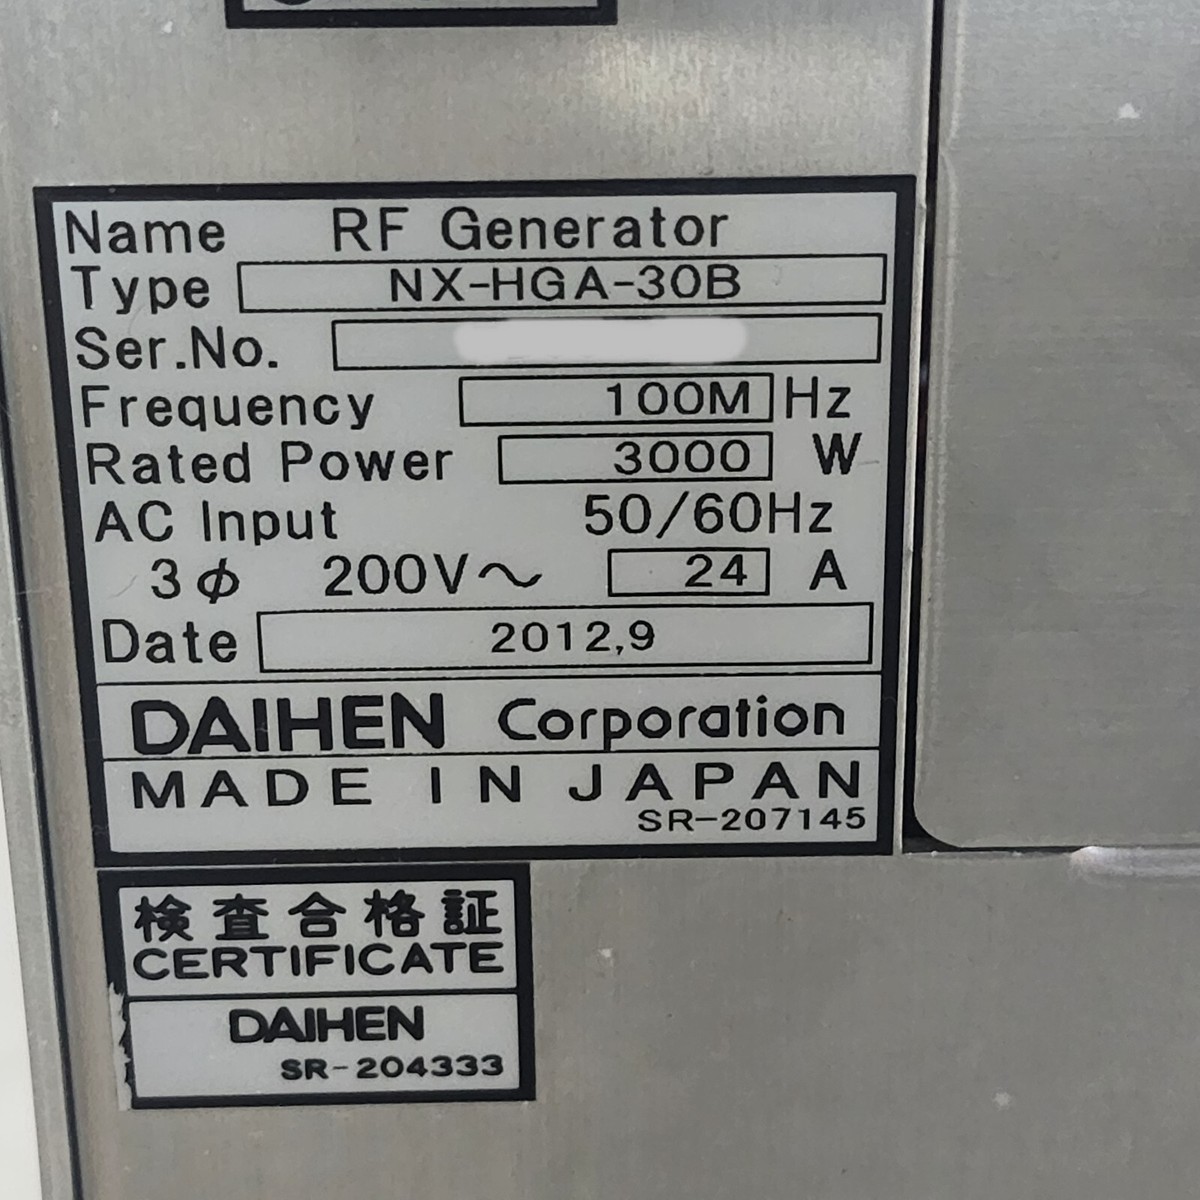 Name RF Generator
Type NX-HGA-30B
Ser.No.
Frequency 100M Hz
Rated Power 3000 W
AC Input 50/60Hz
3φ 200V～ 24 A
Date 2012,9
DAIHEN Corporation
MADE IN JAPAN
SR-207145
検査合格証
CERTIFICATE
DAIHEN
SR-204333